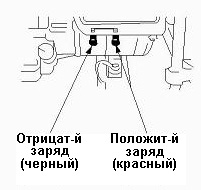 Отрицат-й
заряд
(черный)
Положит-й
заряд
(красный)